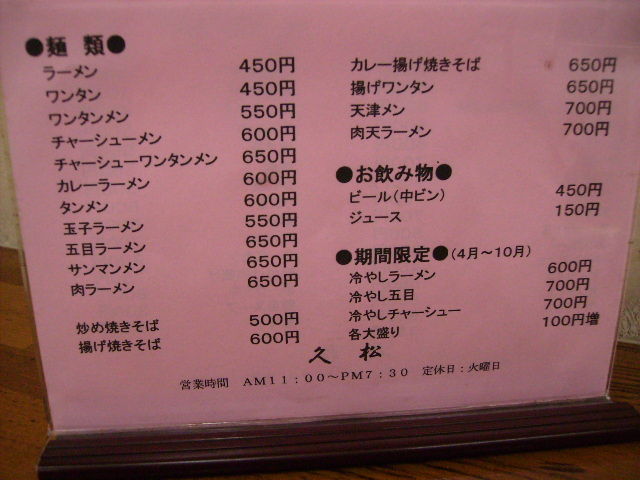 ●麺 類●
ラーメン 450円
ワンタン 450円
ワンタンメン 550円
チャーシューメン 600円
チャーシューワンタンメン 650円
カレーラーメン 600円
タンメン 600円
玉子ラーメン 550円
五目ラーメン 650円
サンマンメン 650円
肉ラーメン 650円
炒め焼きそば 500円
揚げ焼きそば 600円
カレー揚げ焼きそば 650円
揚げワンタン 650円
天津メン 700円
肉天ラーメン 700円
●お飲み物●
ビール(中ビン) 450円
ジュース 150円
●期間限定●(4月~10月)
冷やしラーメン 600円
冷やし五目 700円
冷やしチャーシュー 700円
各大盛り 100円増
久 松
営業時間 AM11:00~PM7:30 定休日:火曜日